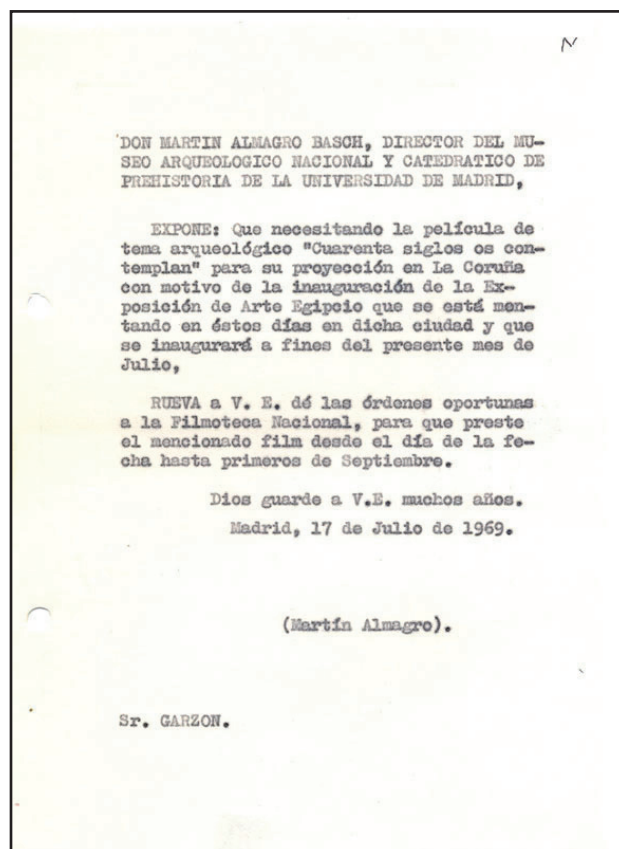 N
DON MARTIN ALMAGRO BASCH, DIRECTOR DEL MU-
SEO ARQUEOLOGICO NACIONAL Y CATEDRATICO DE
PREHISTORIA DE LA UNIVERSIDAD DE MADRID,
EXPONE: Que necesitando la película de
tema arqueológico "Cuarenta siglos os con-
templan" para su proyección en La Coruña
con motivo de la inauguración de la Ex-
posición de Arte Egipcio que se está mon-
tando en éstos días en dicha ciudad y que
se inaugurará a fines del presente mes de
Julio,
RUEVA a V. E. dé las órdenes oportunas
a la Filmoteca Nacional, para que preste
el mencionado film desde el día de la fe-
cha hasta primeros de Septiembre.
Dios guarde a V.E. muchos años.
Madrid, 17 de Julio de 1969.
(Martín Almagro).
Sr. GARZON.